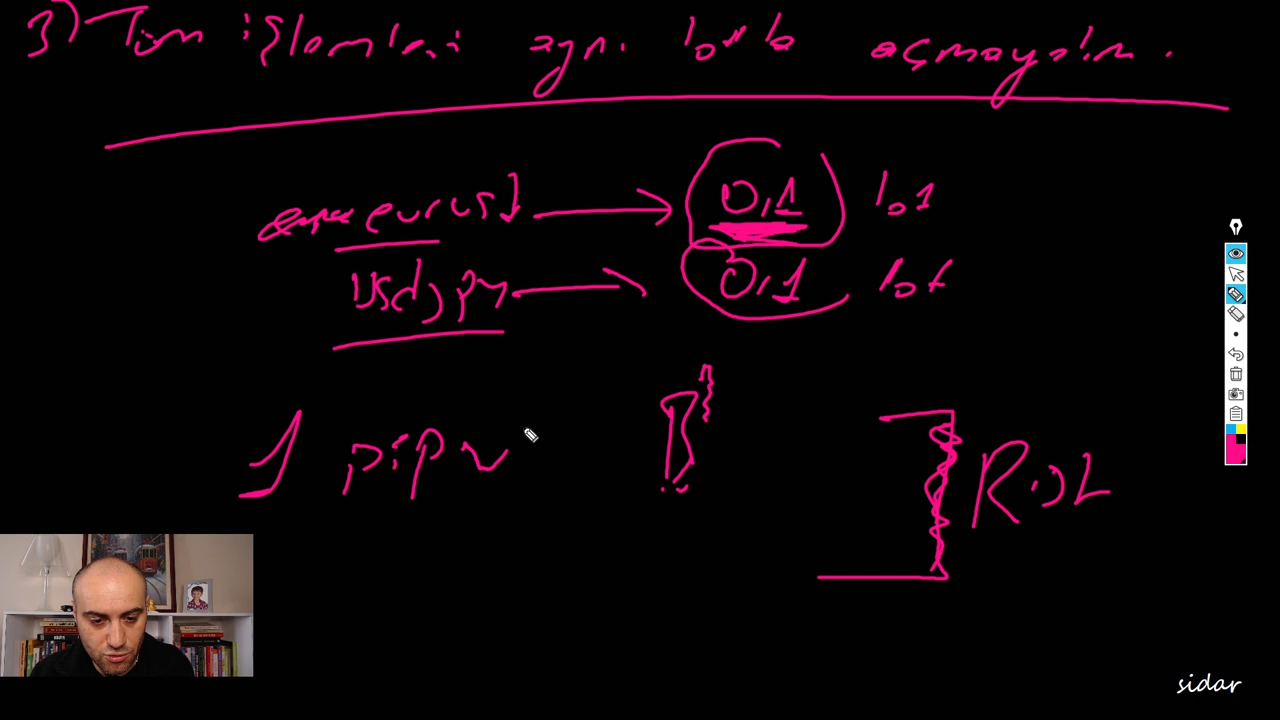 3) Tüm işlemleri aynı lotla açmayalım.
eurusd → 0,1 lot
Usdjpy → 0,1 lot
1 pip
sidar